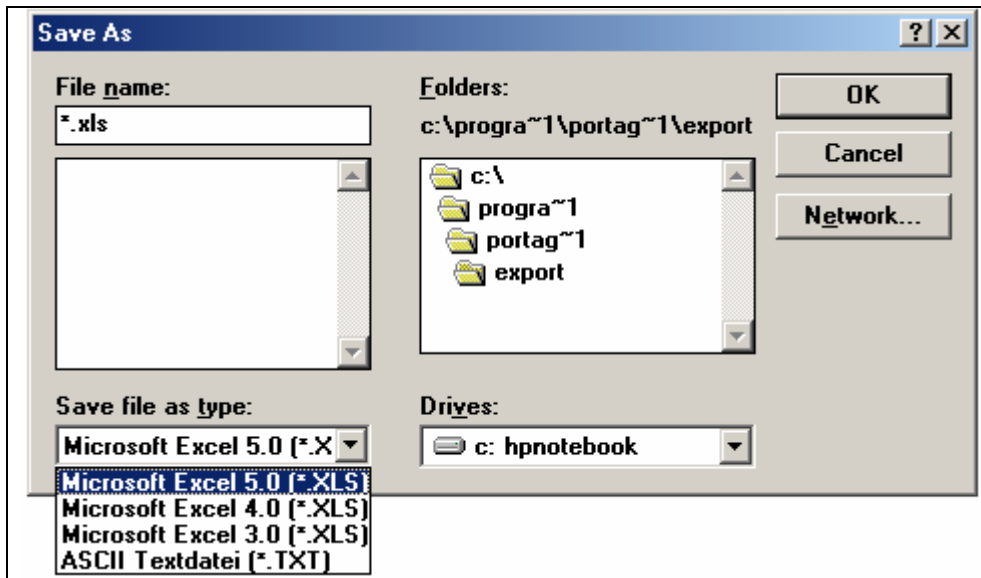 Save As
File name:
*.xls
Folders:
c:\progra~1\portag~1\export
c:\
progra~1
portag~1
export
OK
Cancel
Network...
Save file as type:
Microsoft Excel 5.0 (*.X
Microsoft Excel 5.0 (*.XLS)
Microsoft Excel 4.0 (*.XLS)
Microsoft Excel 3.0 (*.XLS)
ASCII Textdatei (*.TXT)
Drives:
c: hpnotebook